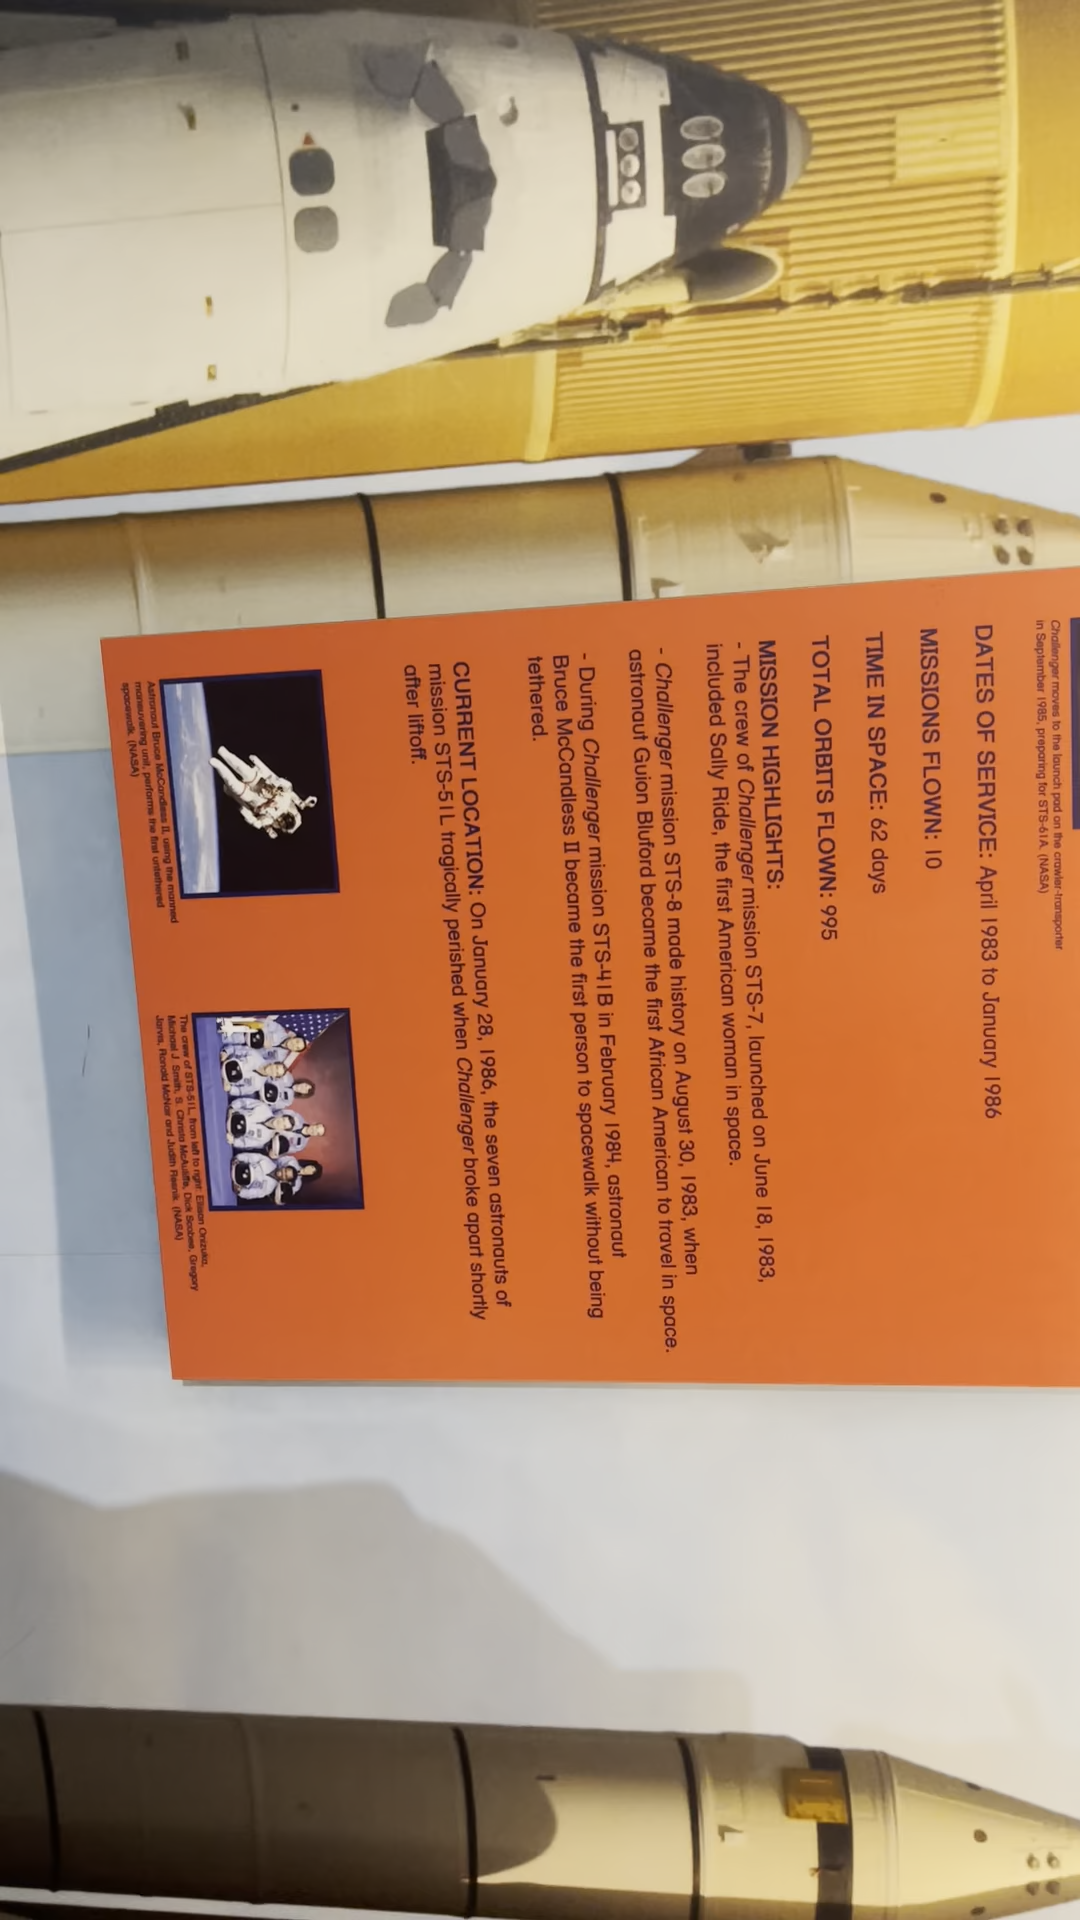 Challenger moves to the launch pad on the crawler-transporter
in September 1985, preparing for STS-61A. (NASA)
DATES OF SERVICE: April 1983 to January 1986
MISSIONS FLOWN: 10
TIME IN SPACE: 62 days
TOTAL ORBITS FLOWN: 995
MISSION HIGHLIGHTS:
- The crew of Challenger mission STS-7, launched on June 18, 1983,
included Sally Ride, the first American woman in space.
- Challenger mission STS-8 made history on August 30, 1983, when
astronaut Guion Bluford became the first African American to travel in space.
- During Challenger mission STS-41B in February 1984, astronaut
Bruce McCandless II became the first person to spacewalk without being
tethered.
CURRENT LOCATION: On January 28, 1986, the seven astronauts of
mission STS-51L tragically perished when Challenger broke apart shortly
after liftoff.
Astronaut Bruce McCandless II, using the manned
maneuvering unit, performs the first untethered
spacewalk. (NASA)
The crew of STS-51L, from left to right: Ellison Onizuka,
Michael J. Smith, S. Christa McAuliffe, Dick Scobee, Gregory
Jarvis, Ronald McNair and Judith Resnik. (NASA)